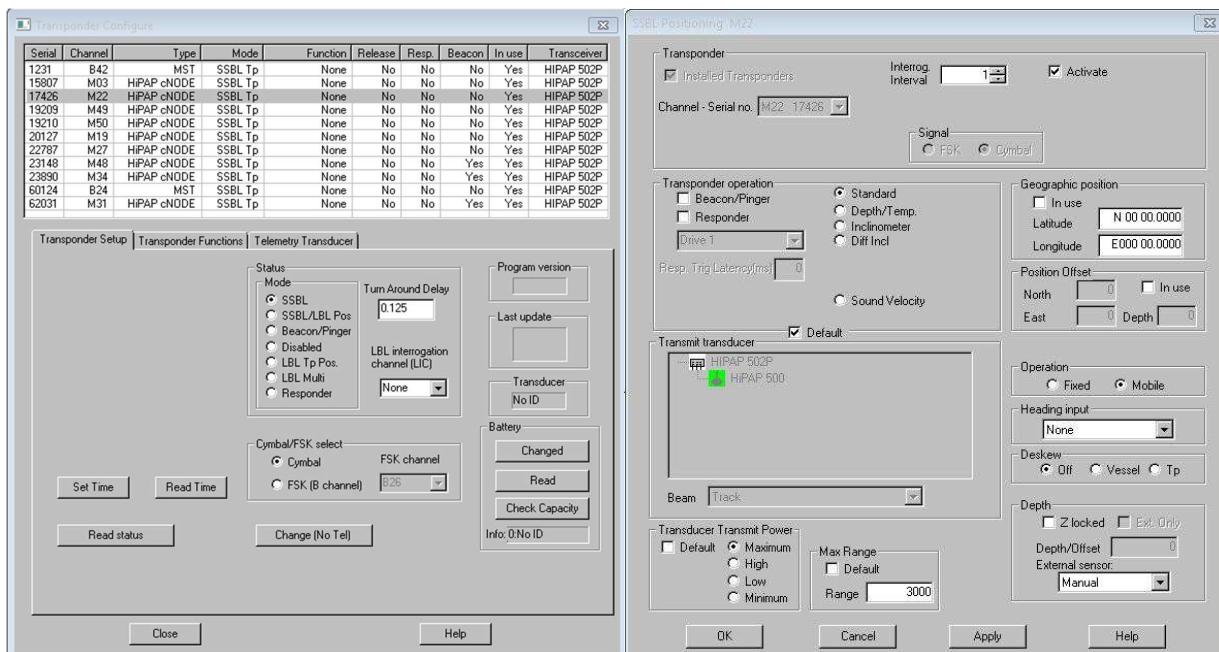 Transponder Configure
Serial Channel Type Mode Function Release Resp. Beacon In use Transceiver
1231 B42 MST SSBL Tp None No No No Yes HIPAP 502P
15807 M03 HiPAP cNODE SSBL Tp None No No No Yes HIPAP 502P
17426 M22 HiPAP cNODE SSBL Tp None No No No Yes HIPAP 502P
19209 M49 HiPAP cNODE SSBL Tp None No No No Yes HIPAP 502P
19210 M50 HiPAP cNODE SSBL Tp None No No No Yes HIPAP 502P
20127 M19 HiPAP cNODE SSBL Tp None No No No Yes HIPAP 502P
22787 M27 HiPAP cNODE SSBL Tp None No No No Yes HIPAP 502P
23148 M48 HiPAP cNODE SSBL Tp None No No Yes Yes HIPAP 502P
23890 M34 HiPAP cNODE SSBL Tp None No No Yes Yes HIPAP 502P
60124 B24 MST SSBL Tp None No No No Yes HIPAP 502P
62031 M31 HiPAP cNODE SSBL Tp None No No Yes Yes HIPAP 502P
Transponder Setup Transponder Functions Telemetry Transducer
Status
Mode
SSBL
SSBL/LBL Pos
Beacon/Pinger
Disabled
LBL Tp Pos.
LBL Multi
Responder
Turn Around Delay
0.125
LBL interrogation
channel (LIC)
None
Program version
Last update
Transducer
No ID
Battery
Changed
Read
Check Capacity
Info: 0:No ID
Cymbal/FSK select
Cymbal
FSK (B channel)
FSK channel
B26
Set Time
Read Time
Read status
Change (No Tel)
Close
Help
SSBL Positioning M22
Transponder
Installed Transponders
Interrog.
Interval
1
Activate
Channel - Serial no. M22 17426
Signal
FSK Cymbal
Transponder operation
Beacon/Pinger
Responder
Drive 1
Resp. Trig Latency[ms] 0
Standard
Depth/Temp.
Inclinometer
Diff Incl
Sound Velocity
Geographic position
In use
Latitude N 00 00.0000
Longitude E000 00.0000
Position Offset
North 0 In use
East 0 Depth 0
Default
Transmit transducer
HIPAP 502P
HiPAP 500
Beam Track
Operation
Fixed Mobile
Heading input
None
Deskew
Off Vessel Tp
Depth
Z locked Ext. Only
Depth/Offset 0
External sensor:
Manual
Transducer Transmit Power
Default Maximum
High
Low
Minimum
Max Range
Default
Range 3000
OK
Cancel
Apply
Help